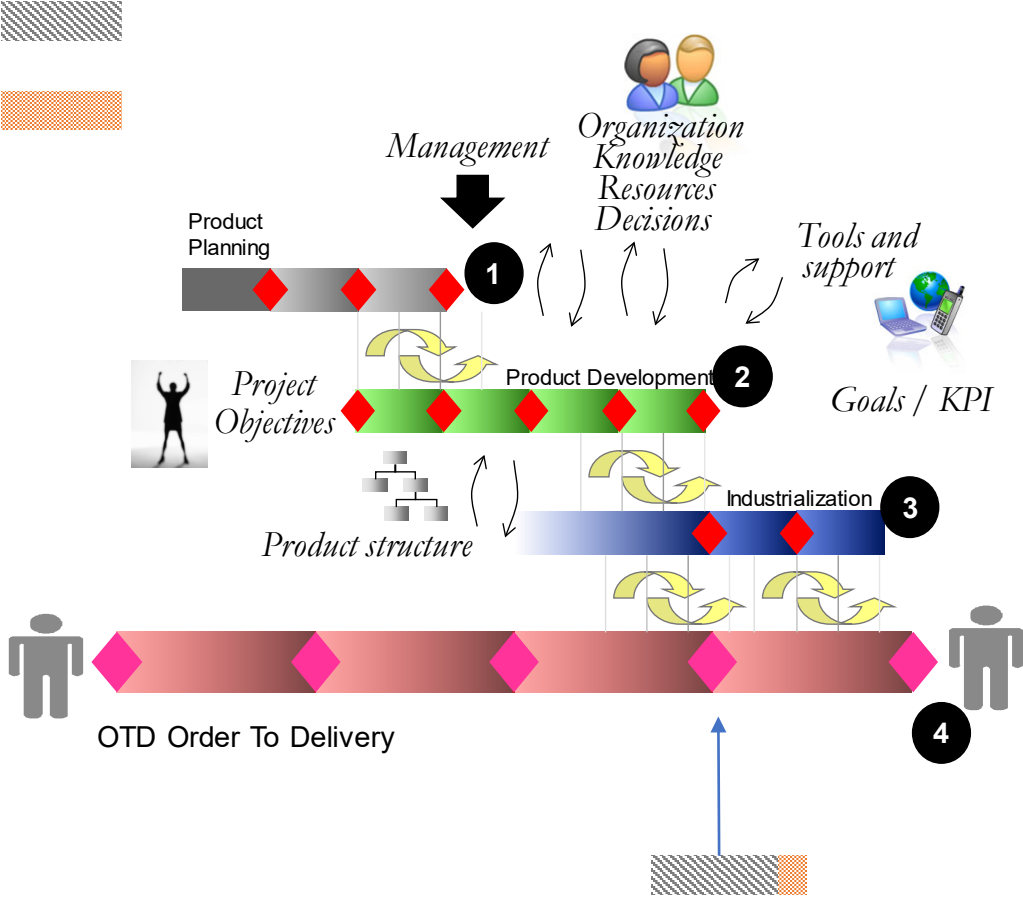 Organization
Knowledge
Resources
Decisions
Management
Product
Planning
1
Tools and
support
Project
Objectives
Product Development
2
Goals / KPI
Industrialization
3
Product structure
OTD Order To Delivery
4